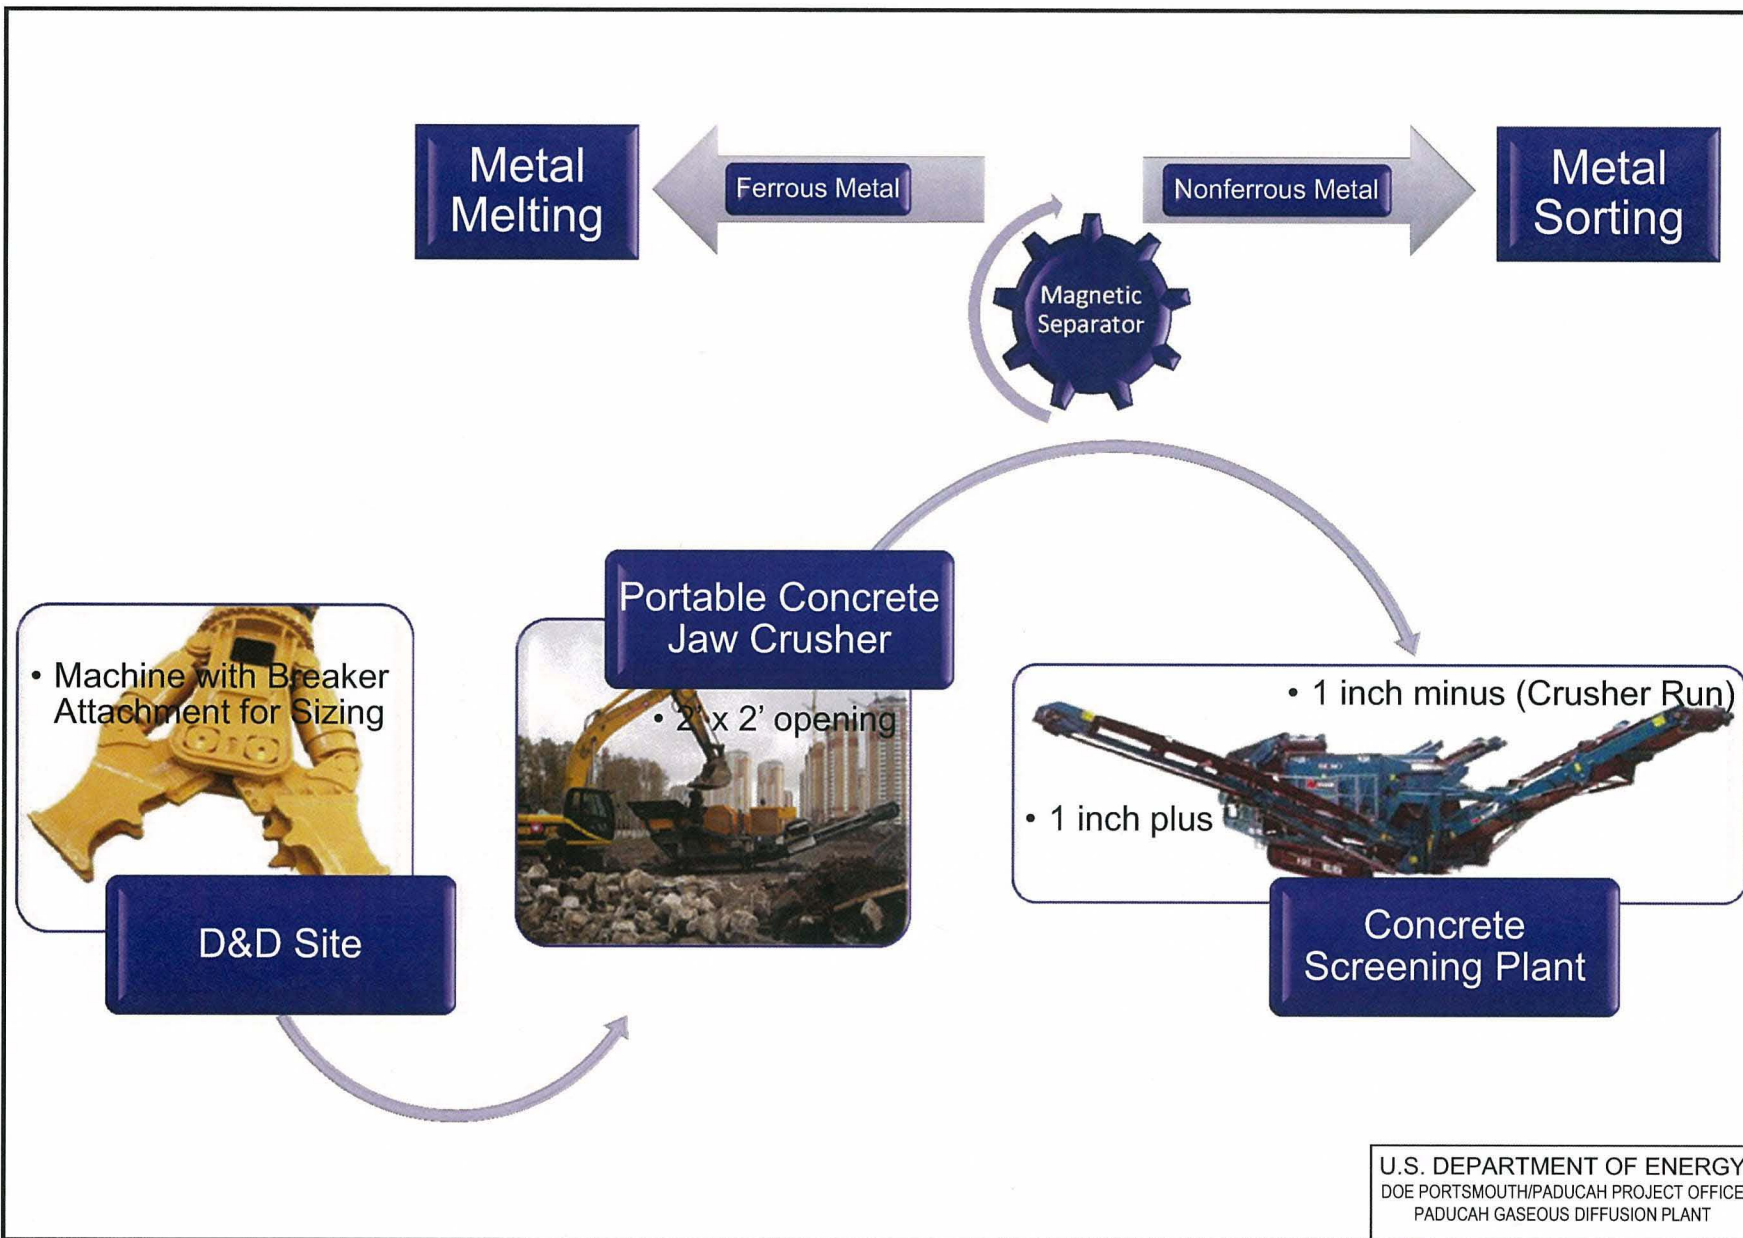 Metal
Melting
Ferrous Metal
Nonferrous Metal
Metal
Sorting
Magnetic
Separator
Portable Concrete
Jaw Crusher
• 2' x 2' opening
• Machine with Breaker
Attachment for Sizing
D&D Site
• 1 inch minus (Crusher Run)
• 1 inch plus
Concrete
Screening Plant
U.S. DEPARTMENT OF ENERGY
DOE PORTSMOUTH/PADUCAH PROJECT OFFICE
PADUCAH GASEOUS DIFFUSION PLANT